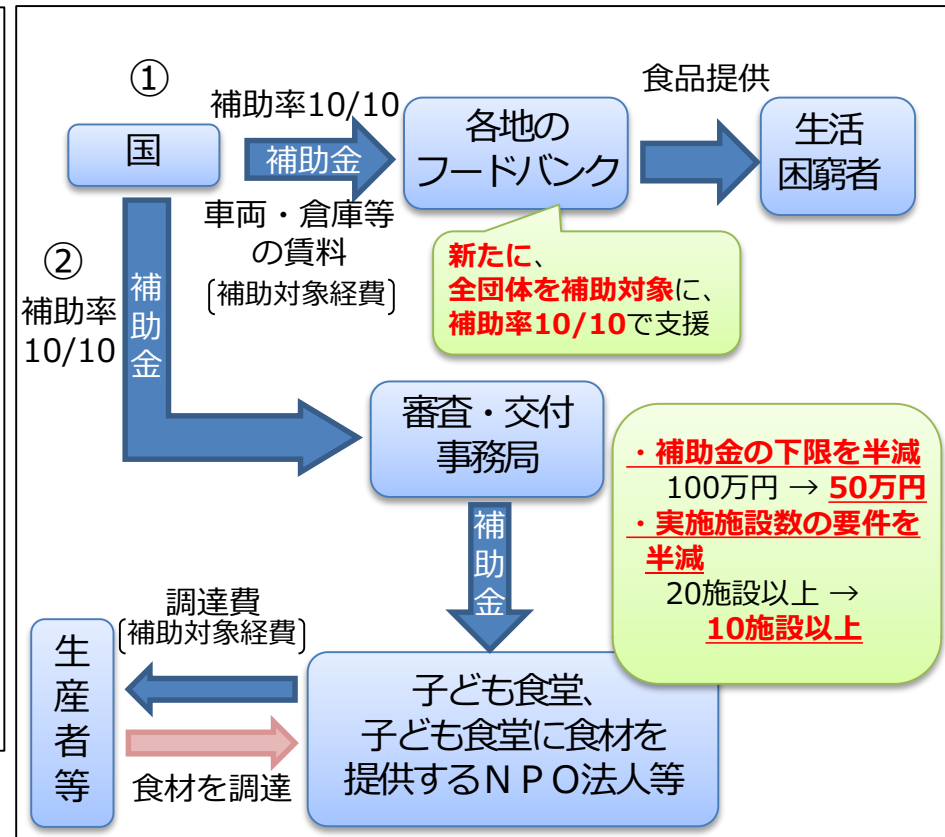 ①
国
補助率10/10
補助金
車両・倉庫等
の賃料
〔補助対象経費〕
各地の
フードバンク
食品提供
生活
困窮者
新たに、
全団体を補助対象に、
補助率10/10で支援
②
補助率
10/10
補助金
審査・交付
事務局
・補助金の下限を半減
100万円 → 50万円
・実施施設数の要件を
半減
20施設以上 →
10施設以上
補助金
調達費
〔補助対象経費〕
生産者等
食材を調達
子ども食堂、
子ども食堂に食材を
提供するＮＰＯ法人等